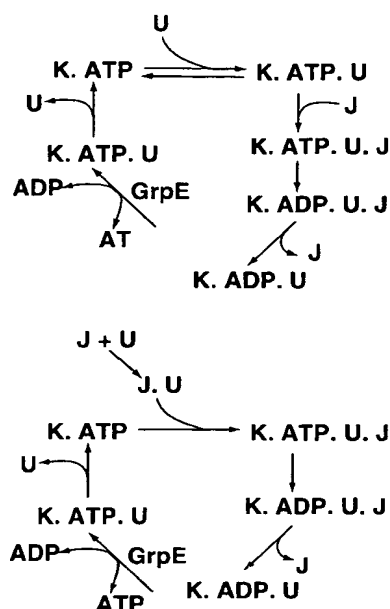 U
K. ATP K. ATP. U
U J
K. ATP. U K. ATP. U. J
ADP GrpE K. ADP. U. J
AT J
K. ADP. U
J + U
J. U
K. ATP K. ATP. U. J
U
K. ATP. U K. ADP. U. J
ADP GrpE J
ATP K. ADP. U